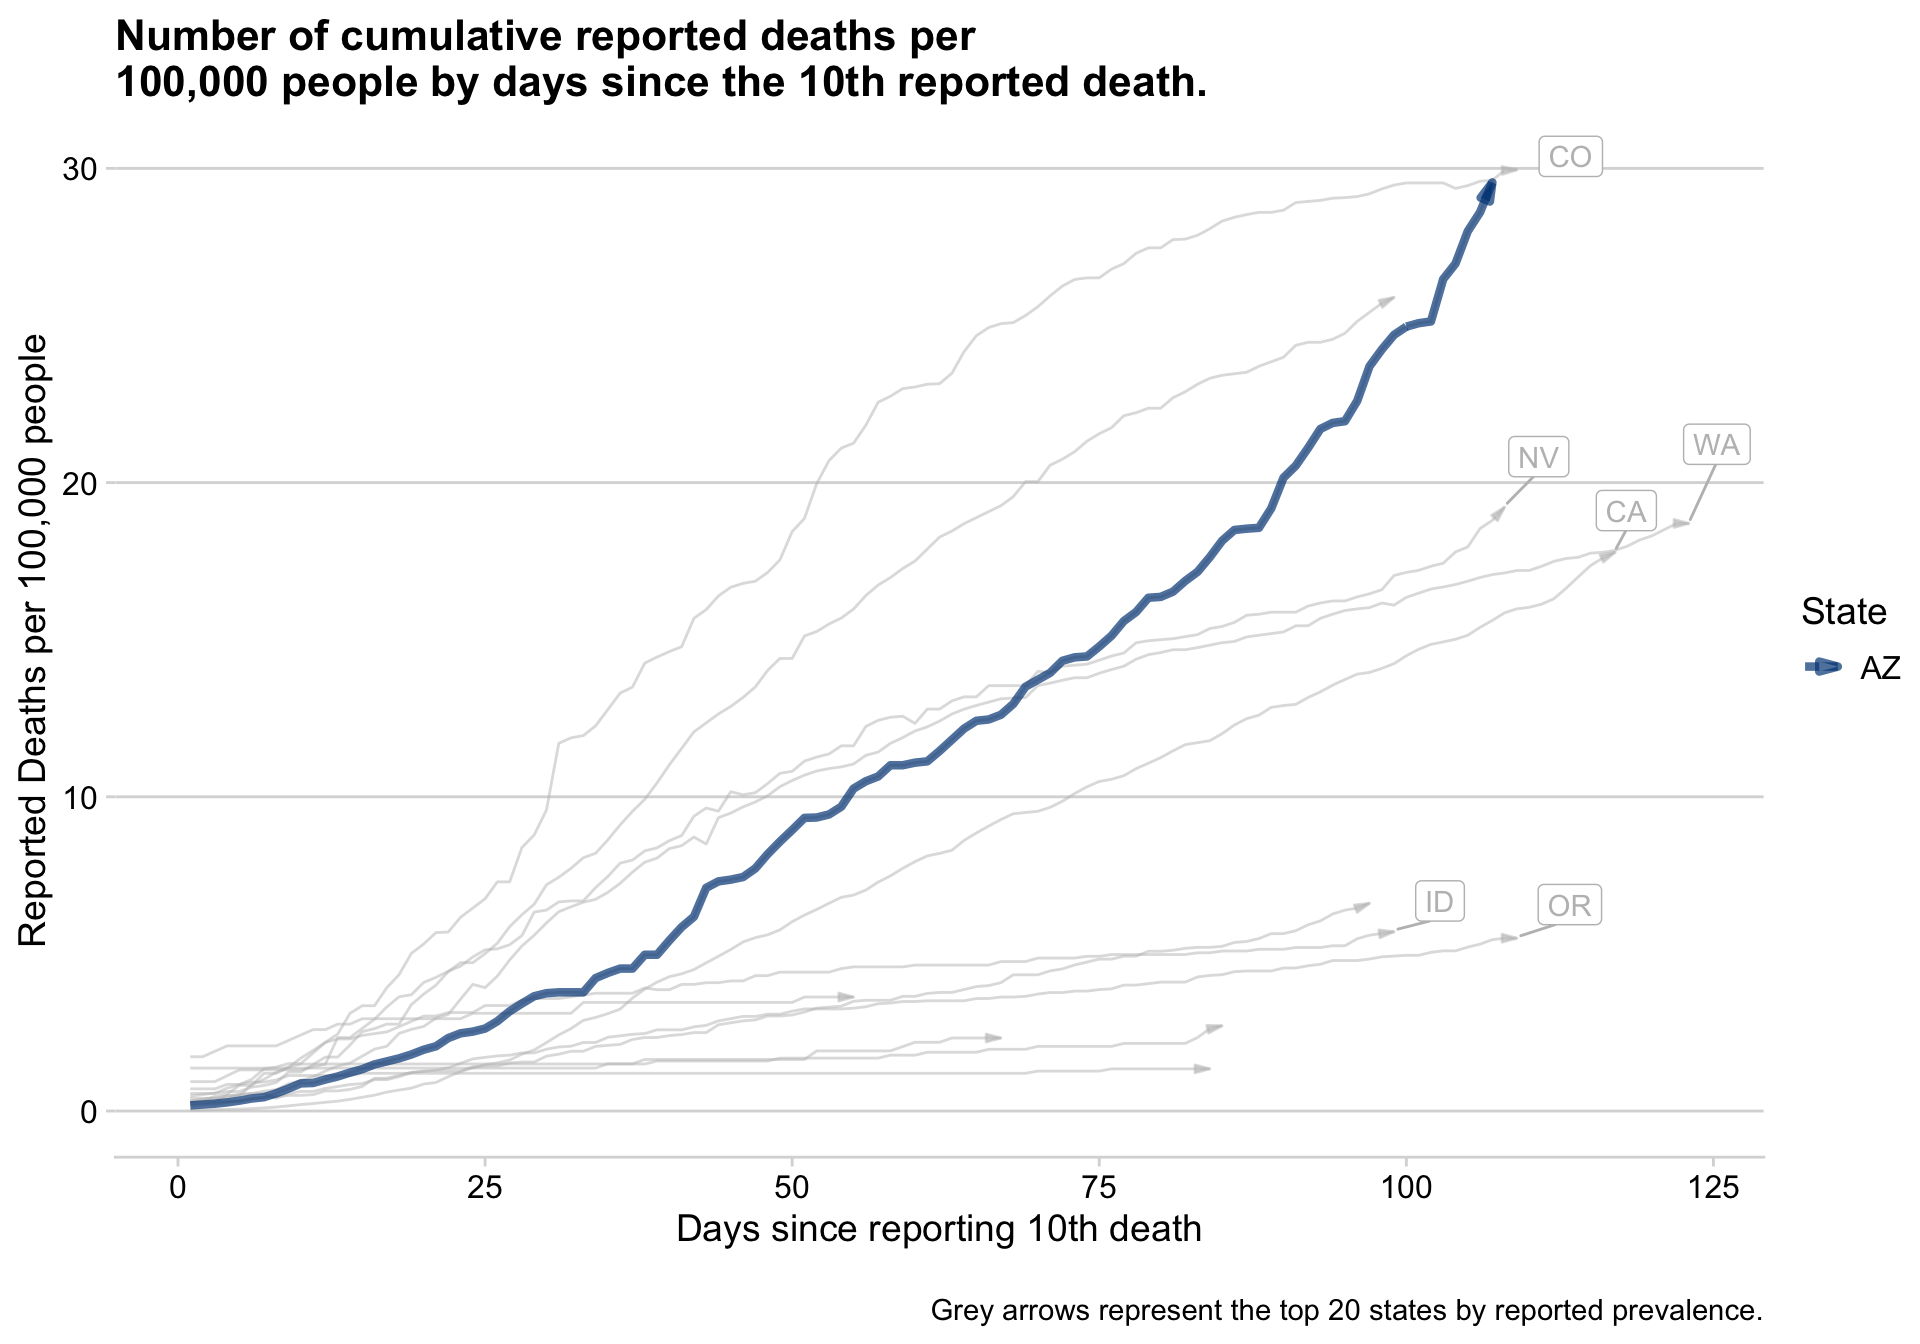 Number of cumulative reported deaths per
100,000 people by days since the 10th reported death.
Reported Deaths per 100,000 people
30
20
10
0
CO
NV
WA
CA
ID
OR
State
AZ
0 25 50 75 100 125
Days since reporting 10th death
Grey arrows represent the top 20 states by reported prevalence.